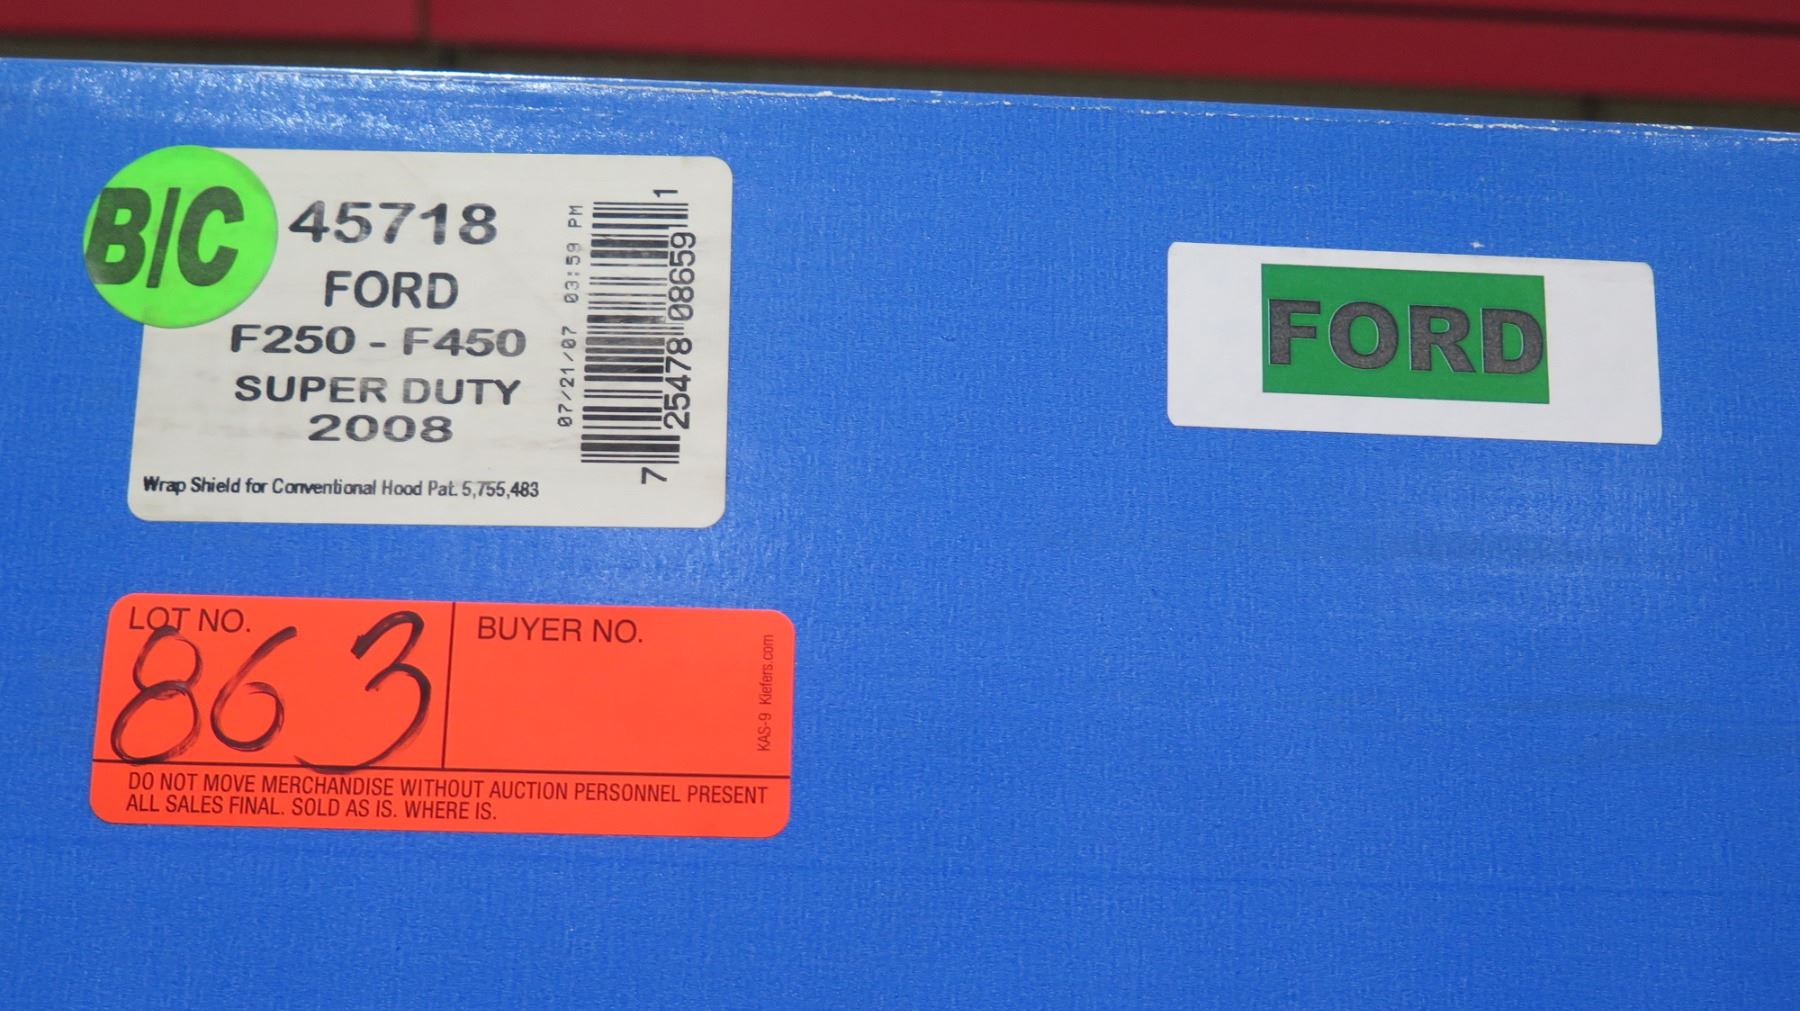 B/C
45718
FORD
F250 - F450
SUPER DUTY
2008
Wrap Shield for Conventional Hood Pat. 5,755,483
07/21/07 03:59 PM
7 25478 08659 1
FORD
LOT NO.
863
BUYER NO.
KAS-9 Kiefers.com
DO NOT MOVE MERCHANDISE WITHOUT AUCTION PERSONNEL PRESENT
ALL SALES FINAL. SOLD AS IS. WHERE IS.